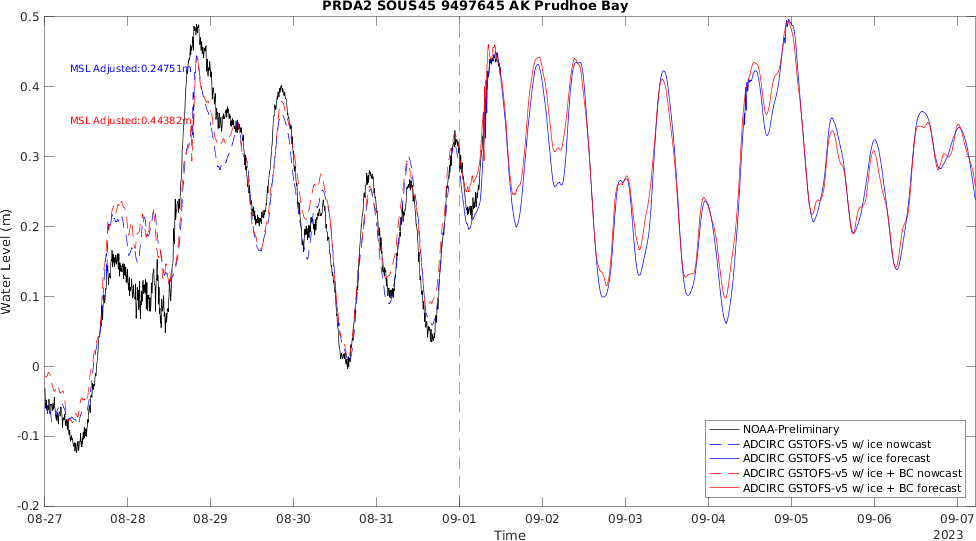 PRDA2 SOUS45 9497645 AK Prudhoe Bay
0.5
0.4
0.3
0.2
0.1
0
-0.1
-0.2
Water Level (m)
MSL Adjusted:0.24751m
MSL Adjusted:0.44382m
NOAA-Preliminary
ADCIRC GSTOFS-v5 w/ ice nowcast
ADCIRC GSTOFS-v5 w/ ice forecast
ADCIRC GSTOFS-v5 w/ ice + BC nowcast
ADCIRC GSTOFS-v5 w/ ice + BC forecast
08-27 08-28 08-29 08-30 08-31 09-01 09-02 09-03 09-04 09-05 09-06 09-07
Time
2023